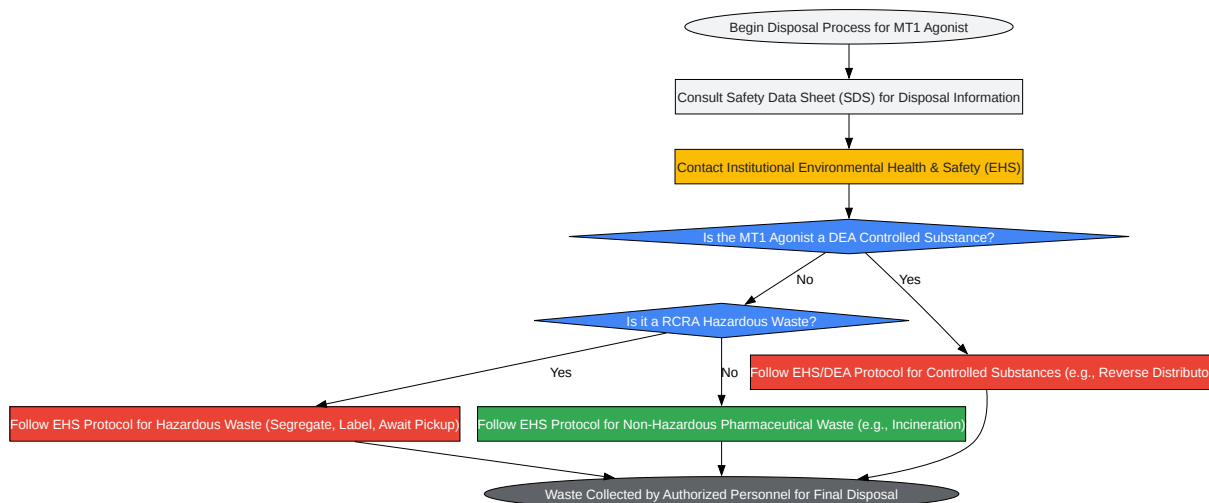 Begin Disposal Process for MT1 Agonist
Consult Safety Data Sheet (SDS) for Disposal Information
Contact Institutional Environmental Health & Safety (EHS)
Is the MT1 Agonist a DEA Controlled Substance?
No
Yes
Is it a RCRA Hazardous Waste?
Yes
No
Follow EHS/DEA Protocol for Controlled Substances (e.g., Reverse Distributo
Follow EHS Protocol for Hazardous Waste (Segregate, Label, Await Pickup)
Follow EHS Protocol for Non-Hazardous Pharmaceutical Waste (e.g., Incineration)
Waste Collected by Authorized Personnel for Final Disposal